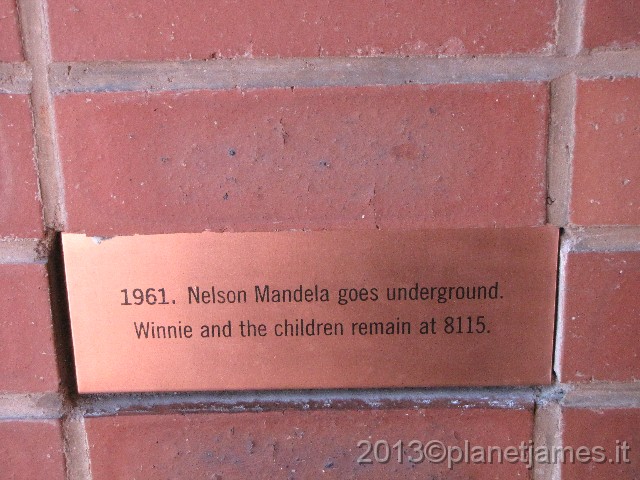 1961. Nelson Mandela goes underground.
Winnie and the children remain at 8115.
2013©planetjames.it